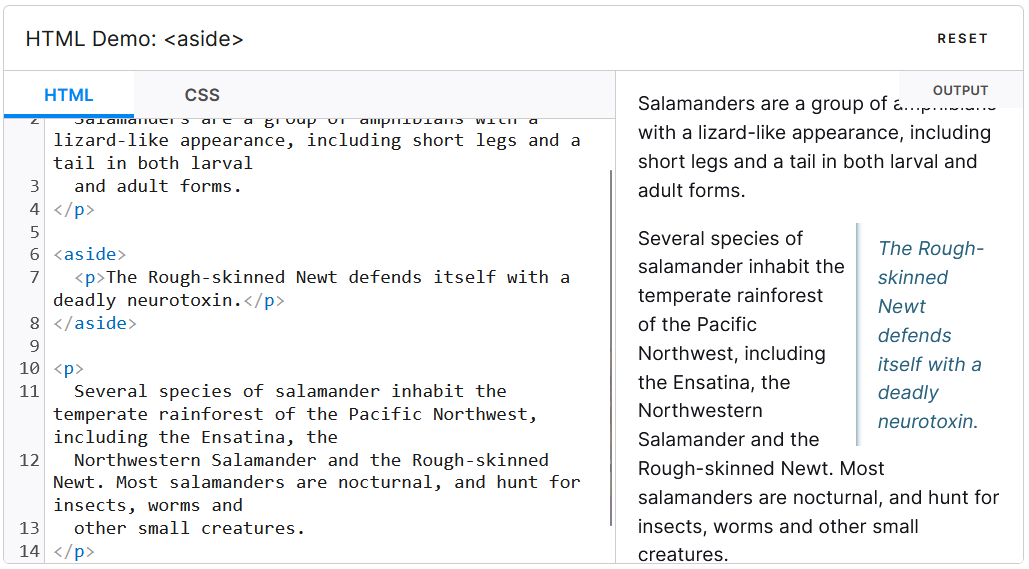 HTML Demo: <aside>
RESET
HTML
CSS
2   Salamanders are a group of amphibians with a
lizard-like appearance, including short legs and a
tail in both larval
3   and adult forms.
4 </p>
5
6 <aside>
7   <p>The Rough-skinned Newt defends itself with a
deadly neurotoxin.</p>
8 </aside>
9
10 <p>
11   Several species of salamander inhabit the
temperate rainforest of the Pacific Northwest,
including the Ensatina, the
12   Northwestern Salamander and the Rough-skinned
Newt. Most salamanders are nocturnal, and hunt for
insects, worms and
13   other small creatures.
14 </p>
OUTPUT
Salamanders are a group of amphibians
with a lizard-like appearance, including
short legs and a tail in both larval and
adult forms.
Several species of
salamander inhabit the
temperate rainforest
of the Pacific
Northwest, including
the Ensatina, the
Northwestern
Salamander and the
Rough-skinned Newt. Most
salamanders are nocturnal, and hunt for
insects, worms and other small
creatures.
The Rough-
skinned
Newt
defends
itself with a
deadly
neurotoxin.